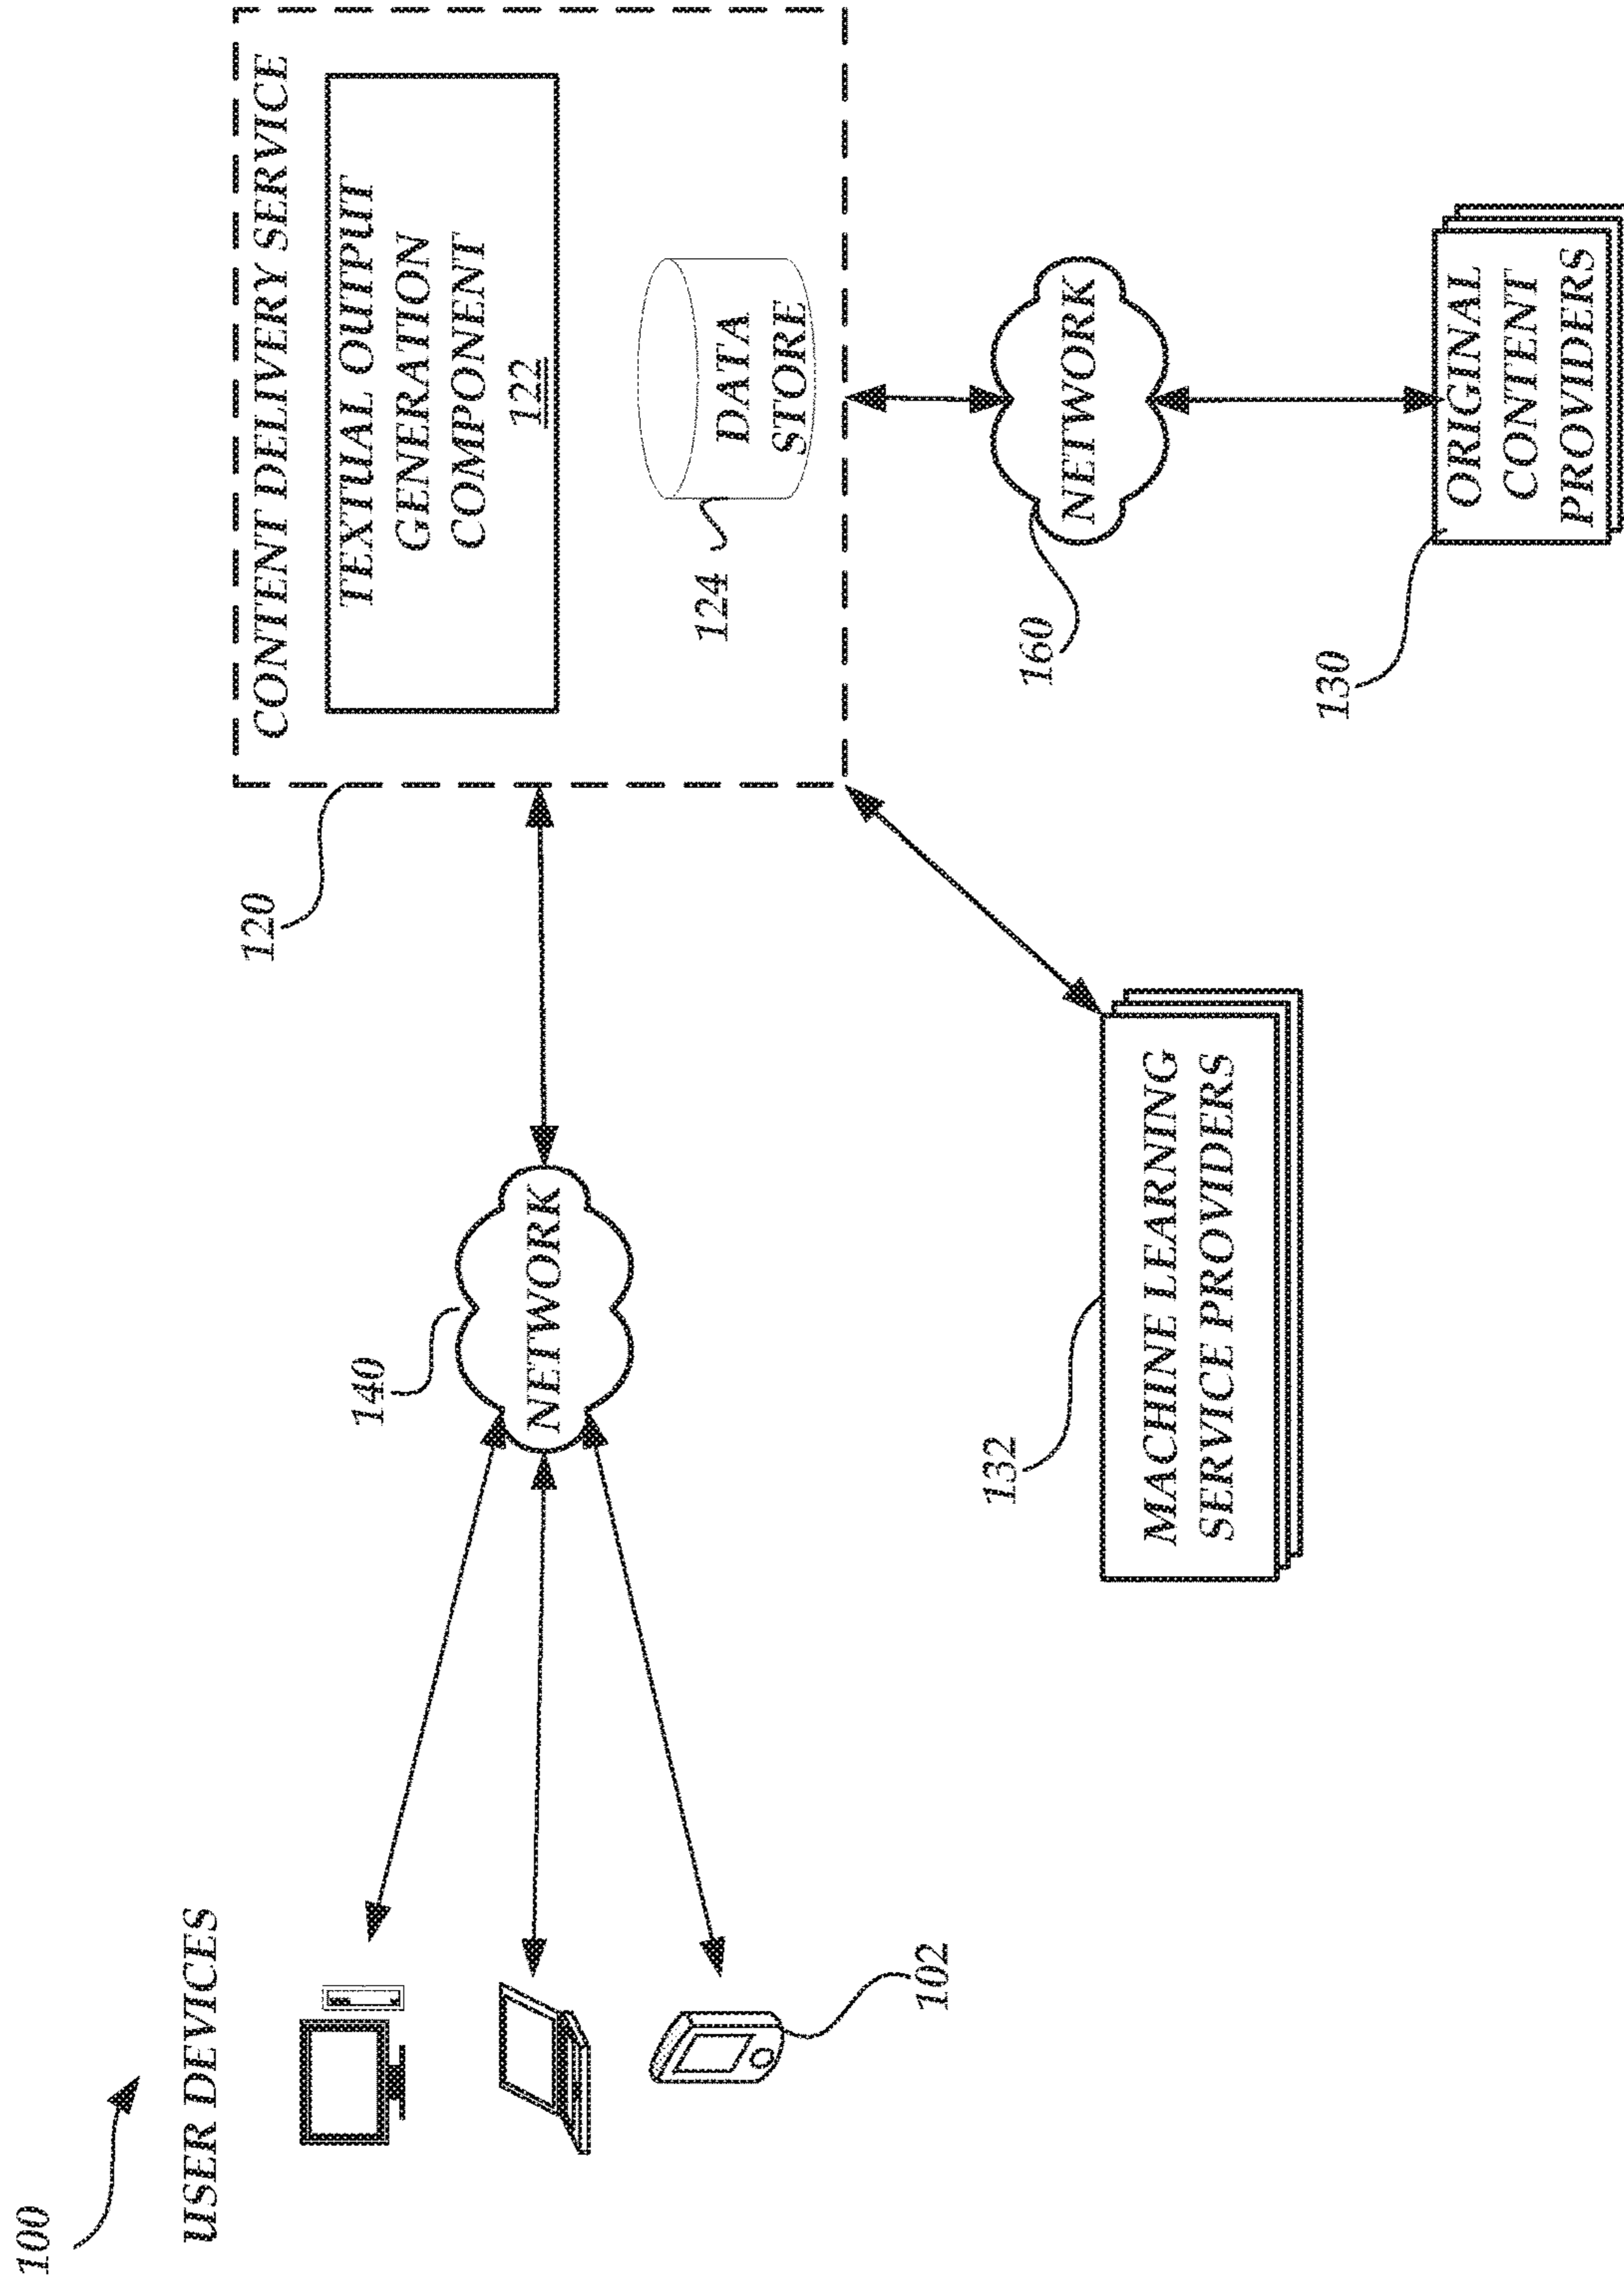 100
USER DEVICES
102
140
NETWORK
120
CONTENT DELIVERY SERVICE
TEXTUAL OUTPUT
GENERATION
COMPONENT
122
124
DATA
STORE
132
MACHINE LEARNING
SERVICE PROVIDERS
160
NETWORK
130
ORIGINAL
CONTENT
PROVIDERS